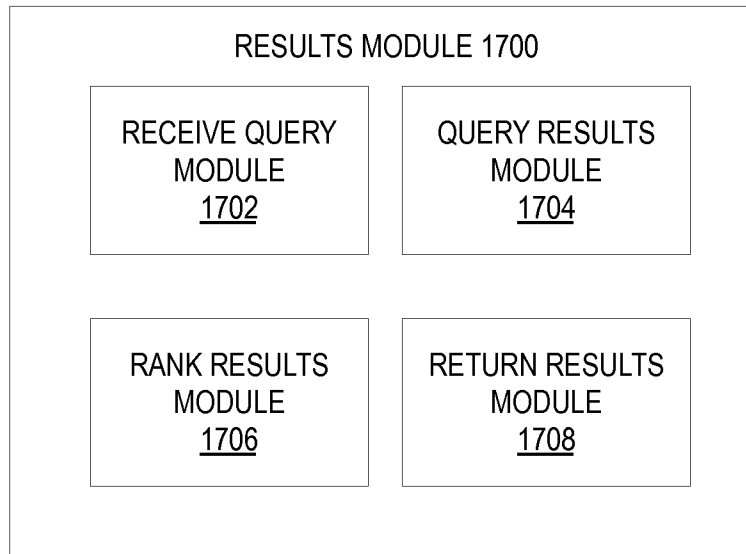 RESULTS MODULE 1700
RECEIVE QUERY
MODULE
1702
QUERY RESULTS
MODULE
1704
RANK RESULTS
MODULE
1706
RETURN RESULTS
MODULE
1708